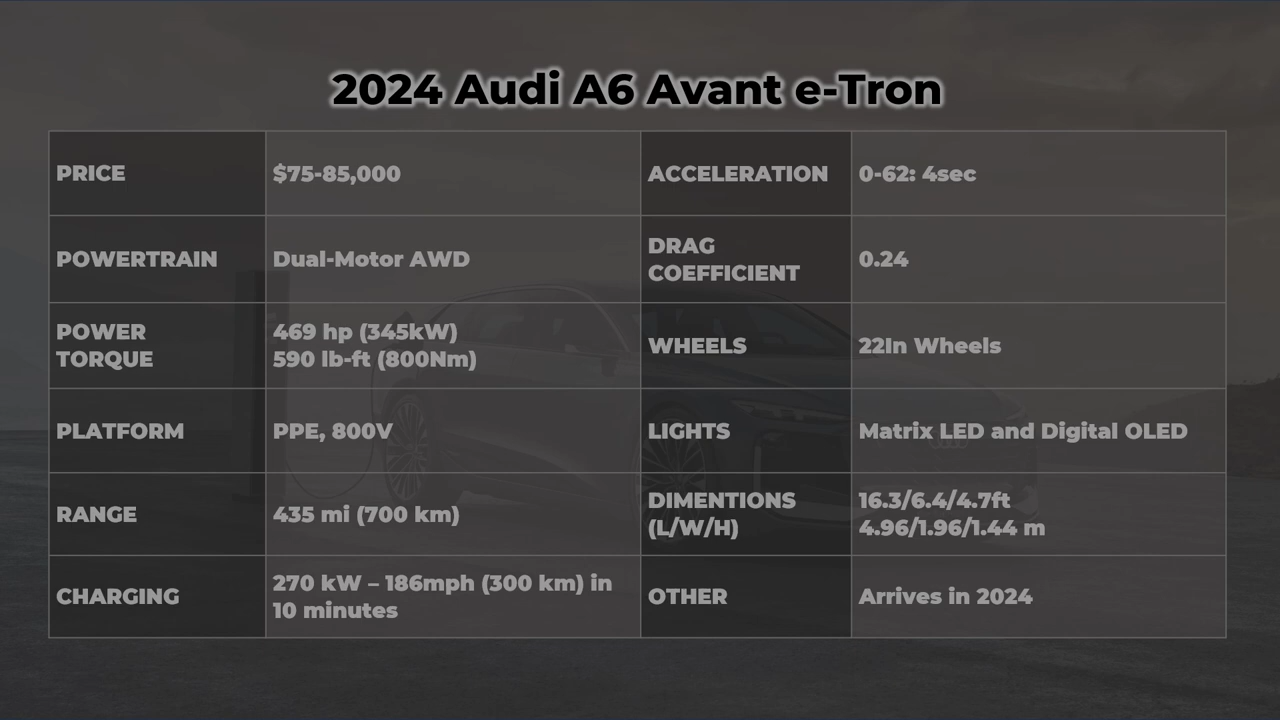 2024 Audi A6 Avant e-Tron
PRICE
$75-85,000
ACCELERATION
0-62: 4sec
POWERTRAIN
Dual-Motor AWD
DRAG
COEFFICIENT
0.24
POWER
TORQUE
469 hp (345kW)
590 lb-ft (800Nm)
WHEELS
22In Wheels
PLATFORM
PPE, 800V
LIGHTS
Matrix LED and Digital OLED
RANGE
435 mi (700 km)
DIMENTIONS
(L/W/H)
16.3/6.4/4.7ft
4.96/1.96/1.44 m
CHARGING
270 kW – 186mph (300 km) in
10 minutes
OTHER
Arrives in 2024